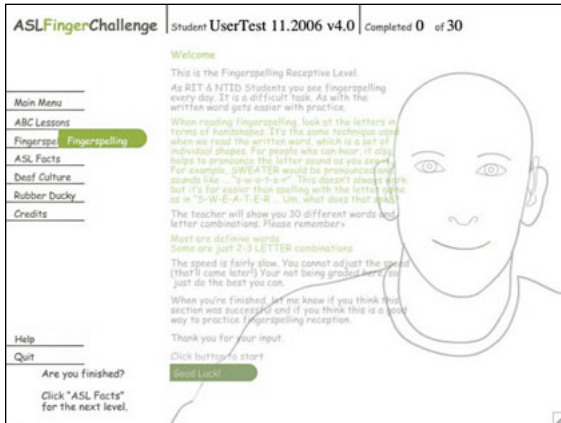 ASLFingerChallenge
Student UserTest 11.2006 v4.0
Completed 0 of 30
Main Menu
ABC Lessons
Fingerspel Fingerspelling
ASL Facts
Deaf Culture
Rubber Ducky
Credits
Help
Quit
Are you finished?
Click "ASL Facts"
for the next level.
Welcome
This is the Fingerspelling Receptive Level.
As RIT & NTID Students you see fingerspelling
every day. It is a difficult task. As with the
written word gets easier with practice.
When reading fingerspelling, look at the letters in
terms of handshapes. It's the same technique used
when we read the written word, which is a set of
individual shapes. For people who can hear, it also
helps to pronounce the letter sound as you see it.
For example, SWEATER would be pronounced and
sounds like ... "s-w-a-t-e-r". This doesn't always work
but it's far easier than spelling with the letter name
as in "S-W-E-A-T-E-R ... Um, what does that spell?
The teacher will show you 30 different words and
letter combinations. Please remember>
Most are definive words
Some are just 2-3 LETTER combinations
The speed is fairly slow. You cannot adjust the speed
(that'll come later!) Your not being graded here, so
just do the best you can.
When you're finished, let me know if you think this
section was successful and if you think this is a good
way to practice fingerspelling reception.
Thank you for your input.
Click button to start
Good Luck!